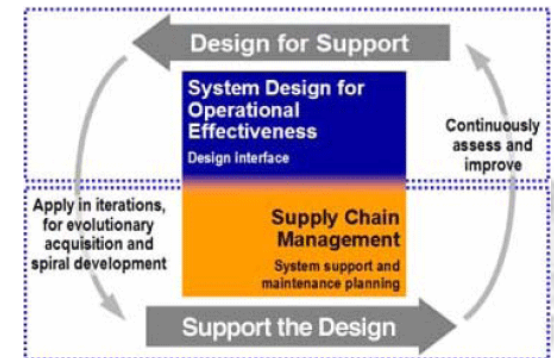 Design for Support
System Design for
Operational
Effectiveness
Design interface
Continuously
assess and
improve
Apply in iterations,
for evolutionary
acquisition and
spiral development
Supply Chain
Management
System support and
maintenance planning
Support the Design